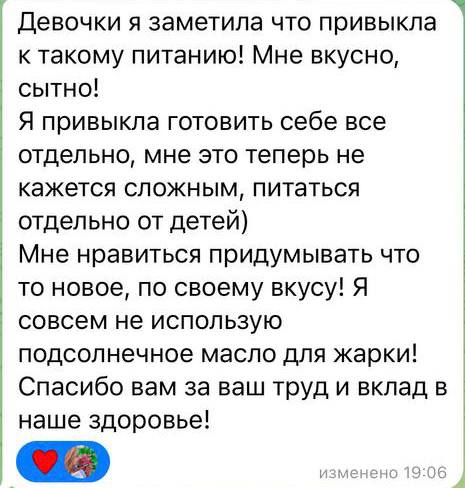 Девочки я заметила что привыкла
к такому питанию! Мне вкусно,
сытно!
Я привыкла готовить себе все
отдельно, мне это теперь не
кажется сложным, питаться
отдельно от детей)
Мне нравиться придумывать что
то новое, по своему вкусу! Я
совсем не использую
подсолнечное масло для жарки!
Спасибо вам за ваш труд и вклад в
наше здоровье!
изменено 19:06